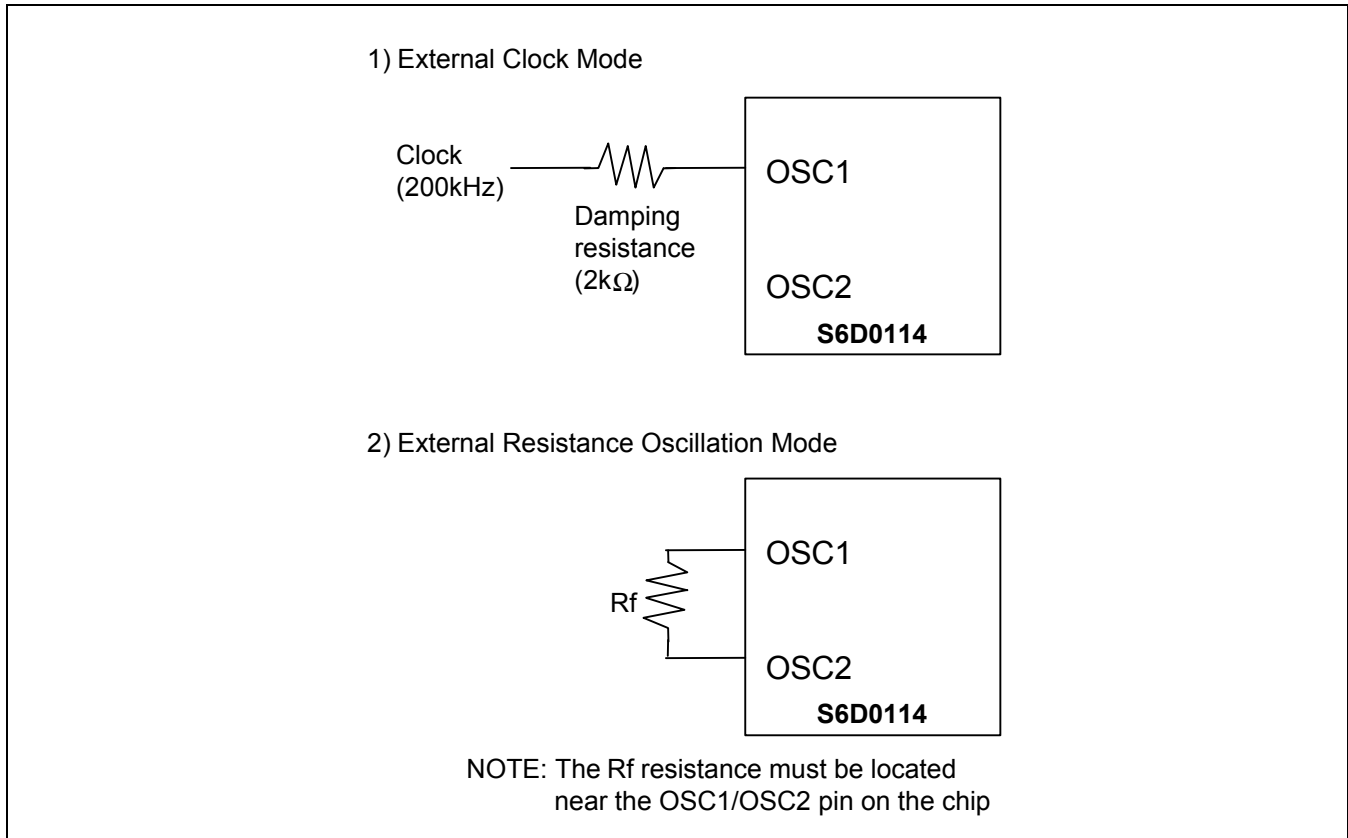 1) External Clock Mode
Clock
(200kHz)
Damping
resistance
(2kΩ)
OSC1
OSC2
S6D0114
2) External Resistance Oscillation Mode
Rf
OSC1
OSC2
S6D0114
NOTE: The Rf resistance must be located
near the OSC1/OSC2 pin on the chip